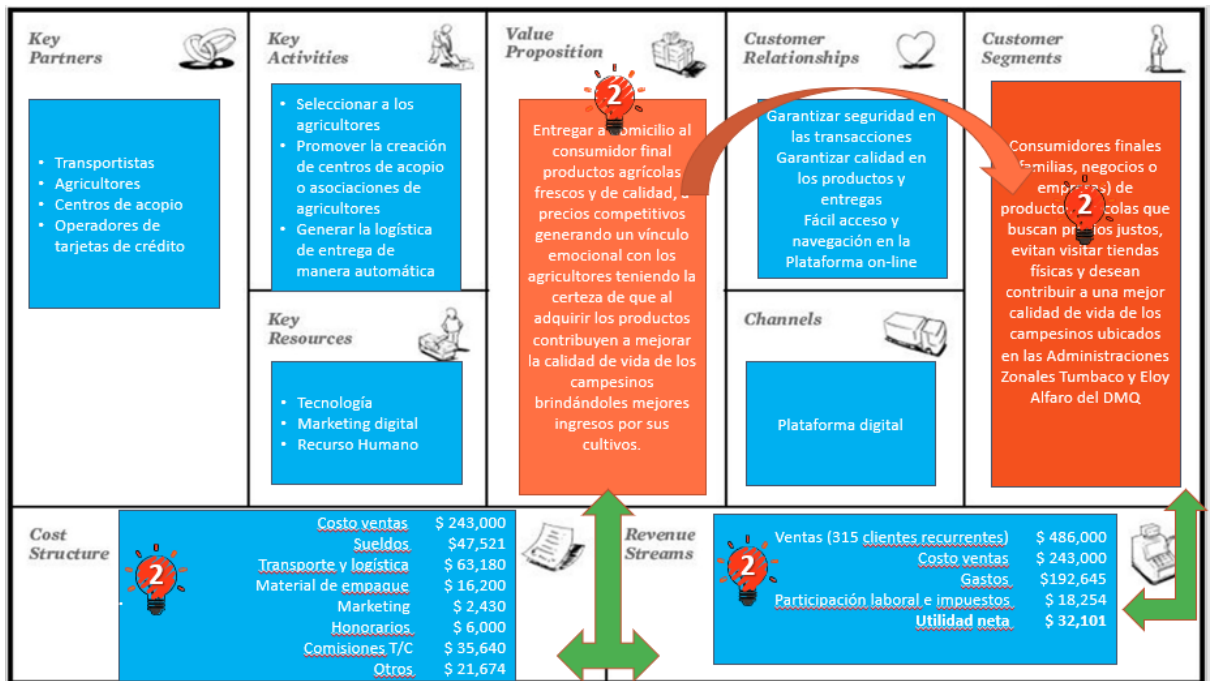 Key
Partners
• Transportistas
• Agricultores
• Centros de acopio
• Operadores de
tarjetas de crédito
Key
Activities
• Seleccionar a los
agricultores
• Promover la creación
de centros de acopio
o asociaciones de
agricultores
• Generar la logística
de entrega de
manera automática
Key
Resources
• Tecnología
• Marketing digital
• Recurso Humano
Value
Proposition
2
Entregar a domicilio al
consumidor final
productos agrícolas
frescos y de calidad, a
precios competitivos
generando un vínculo
emocional con los
agricultores teniendo la
certeza de que al
adquirir los productos
contribuyen a mejorar
la calidad de vida de los
campesinos
brindándoles mejores
ingresos por sus
cultivos.
Customer
Relationships
Garantizar seguridad en
las transacciones
Garantizar calidad en
los productos y
entregas
Fácil acceso y
navegación en la
Plataforma on-line
Channels
Plataforma digital
Customer
Segments
Consumidores finales
familias, negocios o
2
de
colas que
buscan justos,
evitan visitar tiendas
físicas y desean
contribuir a una mejor
calidad de vida de los
campesinos ubicados
en las Administraciones
Zonales Tumbaco y Eloy
Alfaro del DMQ
Cost
Structure
2
Costo ventas $ 243,000
Sueldos $47,521
Transporte y logística $ 63,180
Material de empaque $ 16,200
Marketing $ 2,430
Honorarios $ 6,000
Comisiones T/C $ 35,640
Otros $ 21,674
Revenue
Streams
2
Ventas (315 clientes recurrentes) $ 486,000
Costo ventas $ 243,000
Gastos $192,645
Participación laboral e impuestos $ 18,254
Utilidad neta $ 32,101